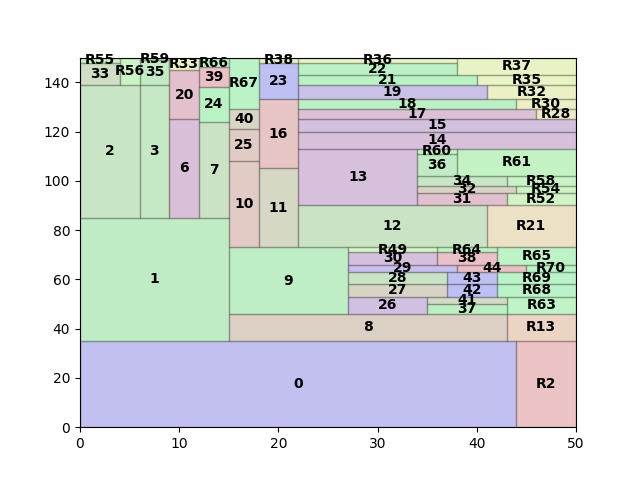 R55 R59 R33 R66 R38 R36
33 R56 35 39 R67 23 22 R37
140 20 21 R35
24 19 R32
18 R30
120 40 16 17 R28
25 15
14
2 3 6 7 13 R60 R61
36
100 34 R58
32 R54
10 11 31 R52
80 12 R21
R49 R64
30 38 R65
60 1 9 29 44 R70
28 43 R69
27 42 R68
26 41 R63
37
40 8 R13
20 0 R2
0
0 10 20 30 40 50